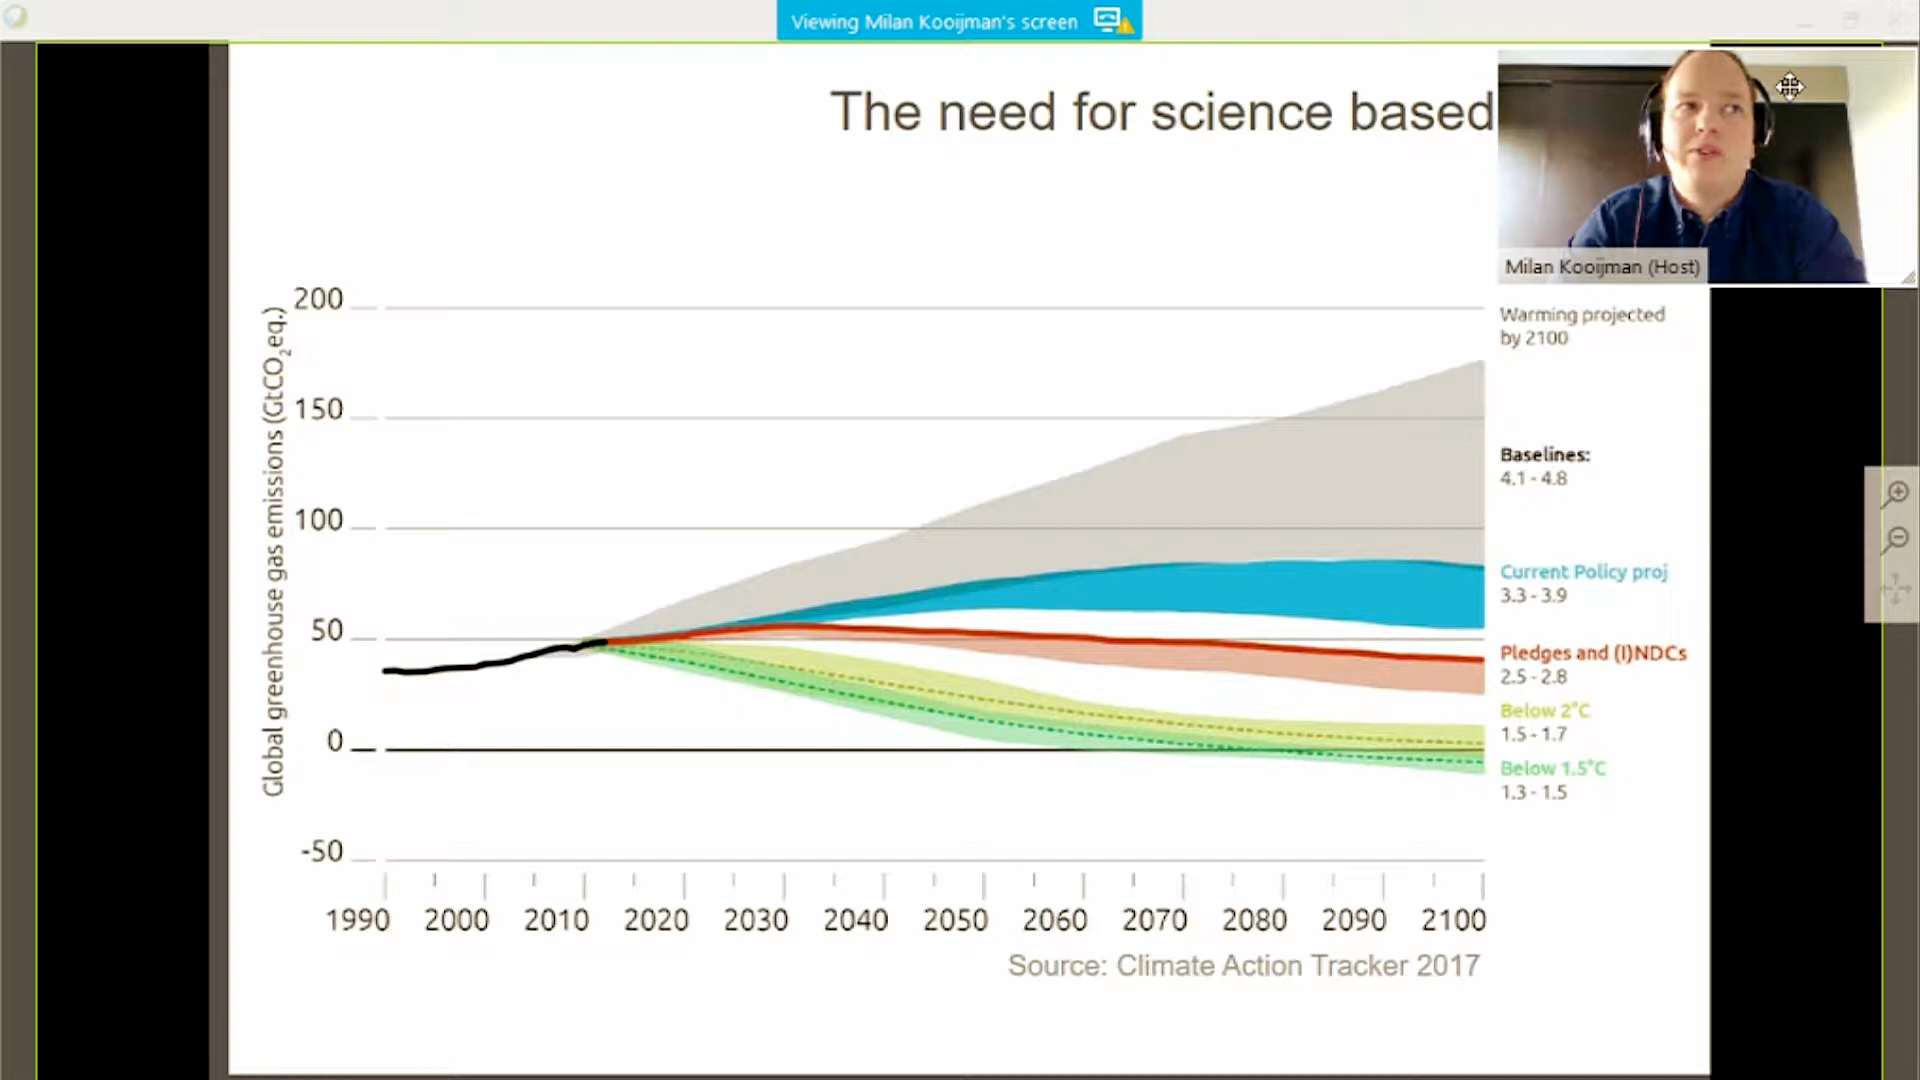 Viewing Milan Kooijman's screen
The need for science based
Milan Kooijman (Host)
Global greenhouse gas emissions (GtCO₂eq.)
200
150
100
50
0
-50
Warming projected
by 2100
Baselines:
4.1 - 4.8
Current Policy proj
3.3 - 3.9
Pledges and (I)NDCs
2.5 - 2.8
Below 2°C
1.5 - 1.7
Below 1.5°C
1.3 - 1.5
1990 2000 2010 2020 2030 2040 2050 2060 2070 2080 2090 2100
Source: Climate Action Tracker 2017